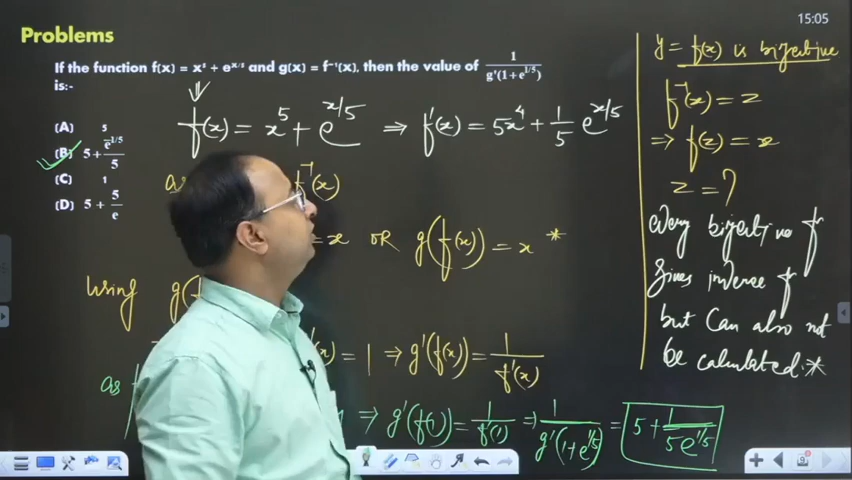 15:05
Problems
If the function f(x) = x⁵ + e^(x/5) and g(x) = f⁻¹(x), then the value of 1/g'(1+e^(1/5))
is:-
(A) 5
(B) 5 + e^(1/5)/5
(C) 1
(D) 5 + 5/e
f(x) = x⁵ + e^(x/5) ⇒ f'(x) = 5x⁴ + 1/5 e^(x/5)
as f⁻¹(x)
= x OR g(f(x)) = x *
using g(
(x) = 1 ⇒ g'(f(x)) = 1/f'(x)
as ⇒ g'(f(1)) = 1/f'(1) ⇒ 1/g'(1+e^(1/5)) = 5 + 1/5e^(1/5)
y = f(x) is bijective
f⁻¹(x) = z
⇒ f(z) = x
z = ?
every bijective fⁿ
gives inverse fⁿ
but can also not
be calculated. *